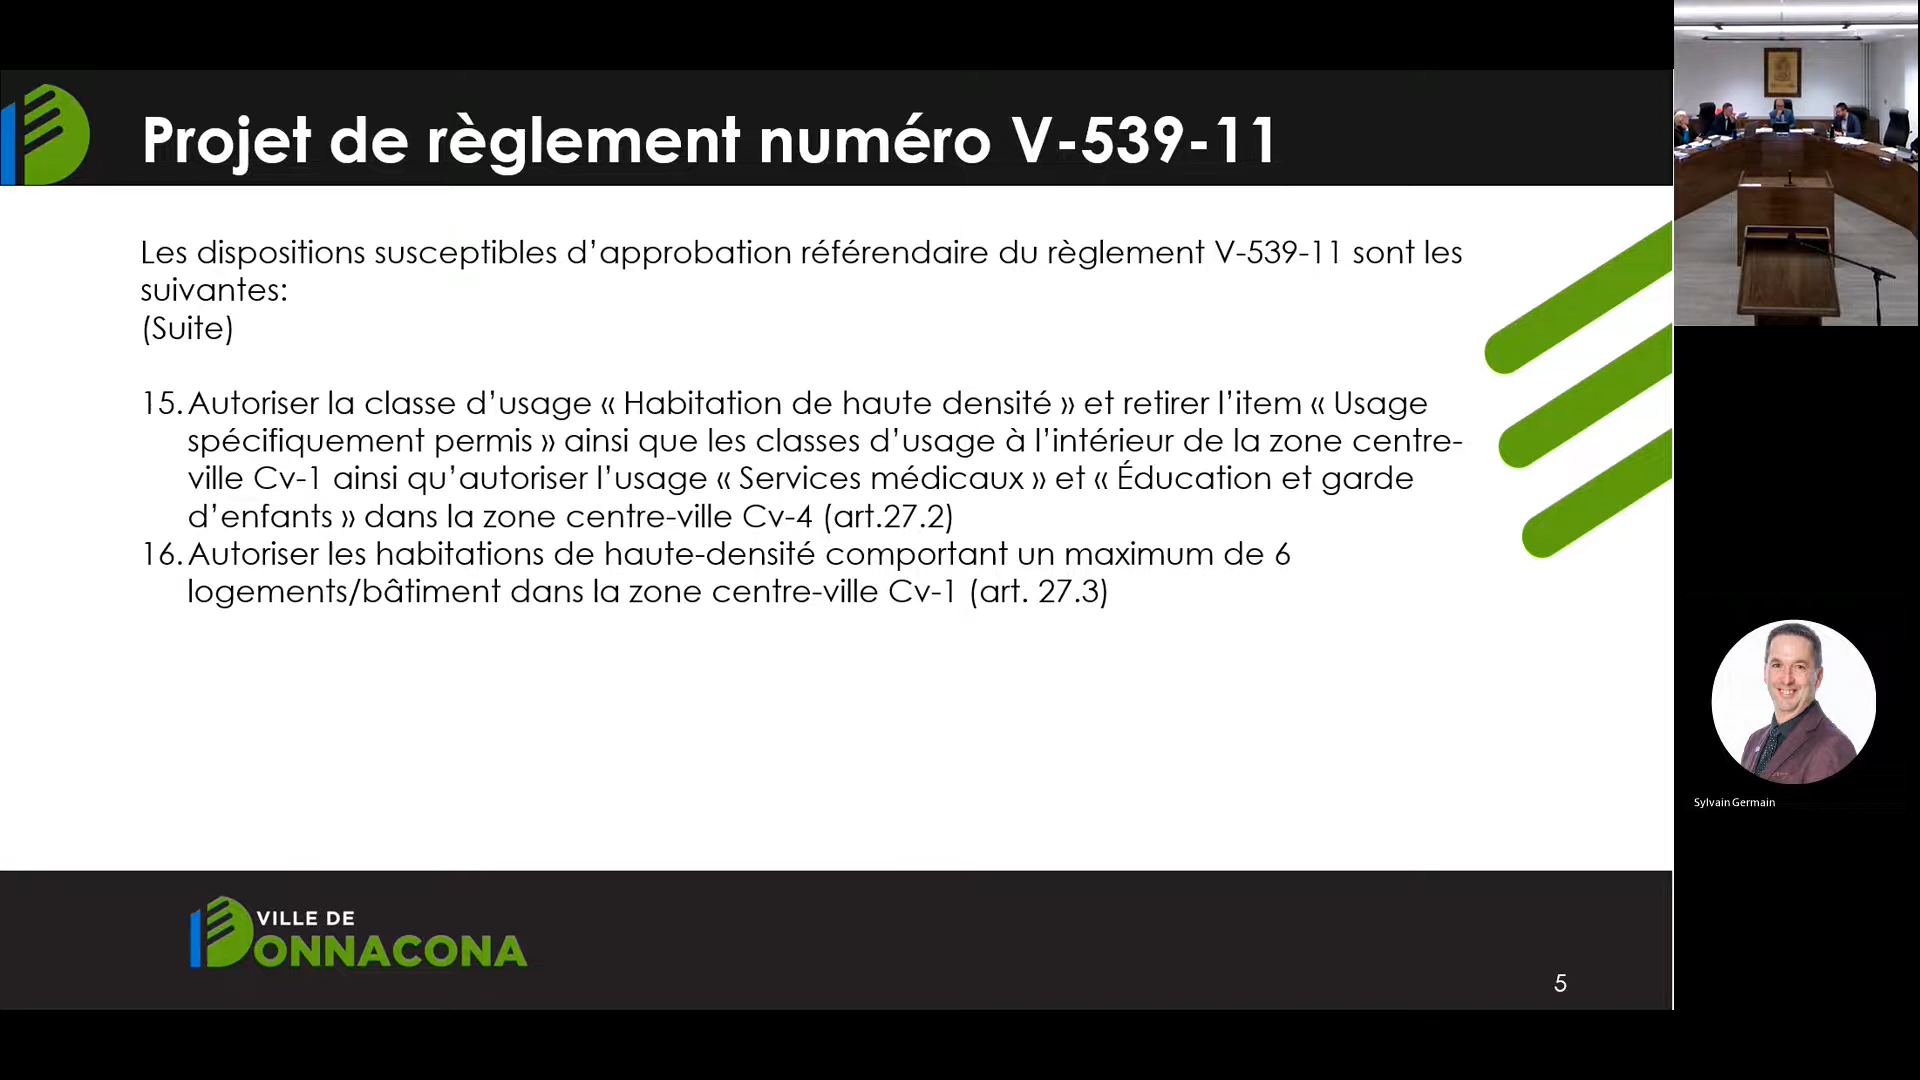 Projet de règlement numéro V-539-11
Les dispositions susceptibles d’approbation référendaire du règlement V-539-11 sont les
suivantes:
(Suite)
15. Autoriser la classe d’usage « Habitation de haute densité » et retirer l’item « Usage
spécifiquement permis » ainsi que les classes d’usage à l’intérieur de la zone centre-
ville Cv-1 ainsi qu’autoriser l’usage « Services médicaux » et « Éducation et garde
d’enfants » dans la zone centre-ville Cv-4 (art.27.2)
16. Autoriser les habitations de haute-densité comportant un maximum de 6
logements/bâtiment dans la zone centre-ville Cv-1 (art. 27.3)
Sylvain Germain
VILLE DE
DONNACONA
5